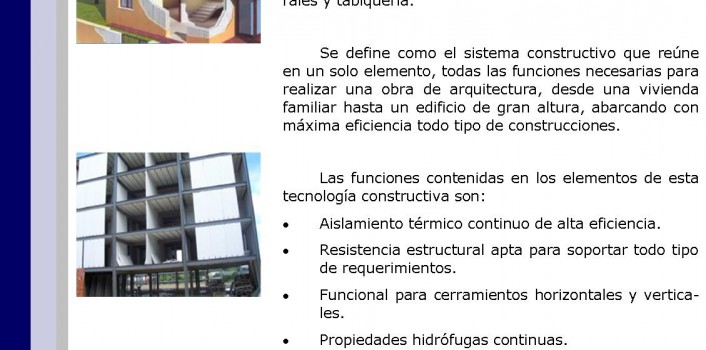 rales y tabiquería.
Se define como el sistema constructivo que reúne
en un solo elemento, todas las funciones necesarias para
realizar una obra de arquitectura, desde una vivienda
familiar hasta un edificio de gran altura, abarcando con
máxima eficiencia todo tipo de construcciones.
Las funciones contenidas en los elementos de esta
tecnología constructiva son:
• Aislamiento térmico continuo de alta eficiencia.
• Resistencia estructural apta para soportar todo tipo
de requerimientos.
• Funcional para cerramientos horizontales y vertica-
les.
• Propiedades hidrófugas continuas.